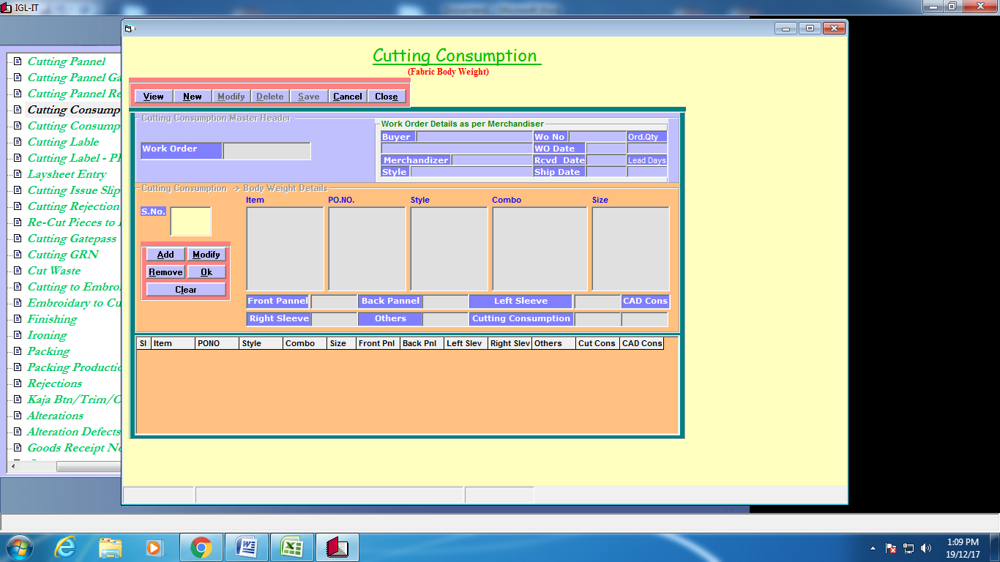 IGL-IT
Cutting Pannel
Cutting Pannel Ga
Cutting Pannel Re
Cutting Consump
Cutting Consump
Cutting Lable
Cutting Label - P
Laysheet Entry
Cutting Issue Slip
Cutting Rejection
Re-Cut Pieces to
Cutting Gatepass
Cutting GRN
Cut Waste
Cutting to Embro
Embroidary to Cu
Finishing
Ironing
Packing
Packing Productio
Rejections
Kaja Btn/Trim/C
Alterations
Alteration Defects
Goods Receipt No
Cutting Consumption
(Fabric Body Weight)
View New Modify Delete Save Cancel Close
Cutting Consumption Master Header
Work Order
Work Order Details as per Merchandiser
Buyer Wo No Ord.Qty
WO Date
Merchandizer Rcvd Date Lead Days
Style Ship Date
Cutting Consumption -> Body Weight Details
Item PO.NO. Style Combo Size
S.No.
Add Modify
Remove Ok
Clear
Front Pannel Back Pannel Left Sleeve CAD Cons
Right Sleeve Others Cutting Consumption
Sl Item PONO Style Combo Size Front Pnl Back Pnl Left Slev Right Slev Others Cut Cons CAD Cons
1:09 PM
19/12/17